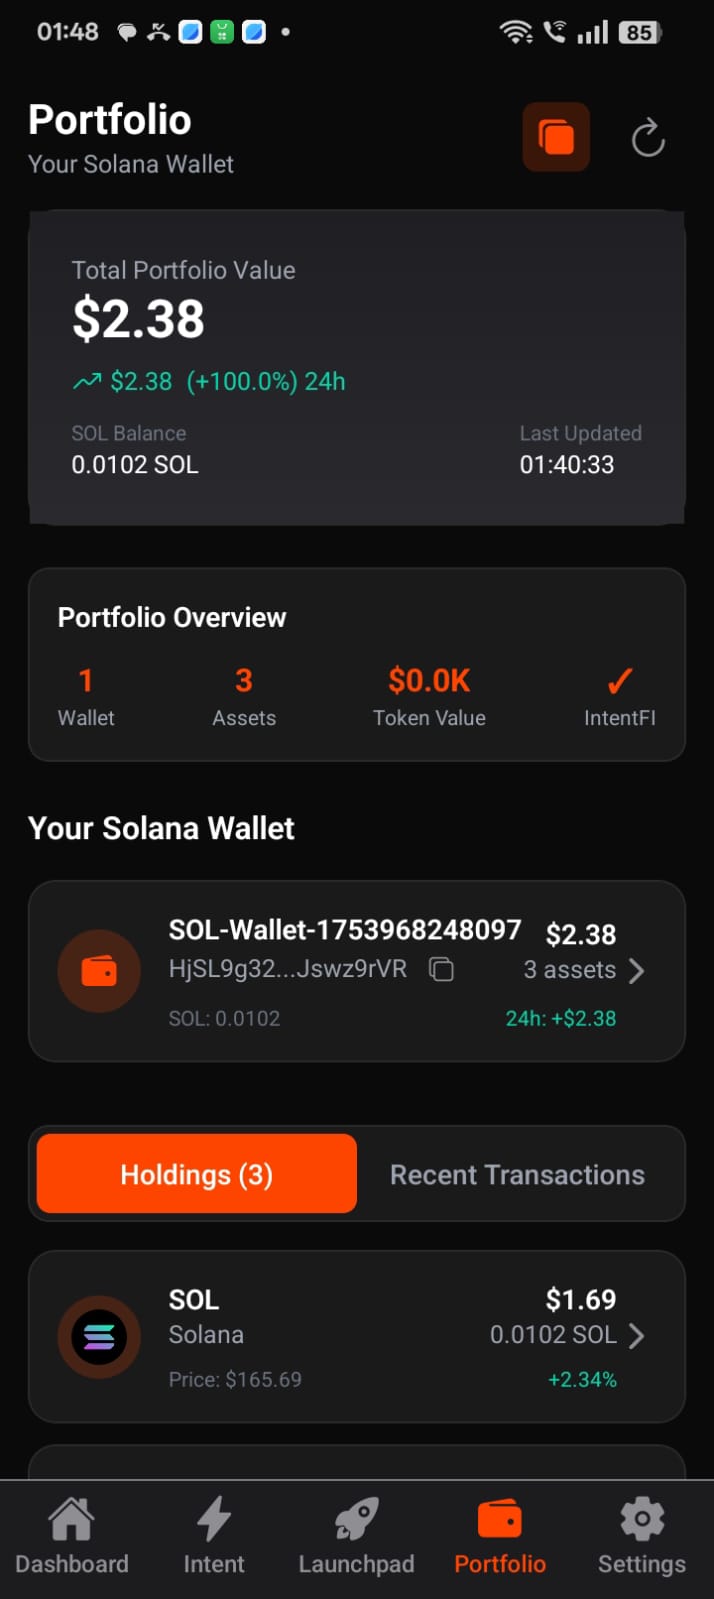 01:48
85
Portfolio
Your Solana Wallet
Total Portfolio Value
$2.38
$2.38 (+100.0%) 24h
SOL Balance
Last Updated
0.0102 SOL
01:40:33
Portfolio Overview
1
3
$0.0K
✓
Wallet
Assets
Token Value
IntentFI
Your Solana Wallet
SOL-Wallet-1753968248097
$2.38
HjSL9g32...Jswz9rVR
3 assets
SOL: 0.0102
24h: +$2.38
Holdings (3)
Recent Transactions
SOL
$1.69
Solana
0.0102 SOL
Price: $165.69
+2.34%
Dashboard
Intent
Launchpad
Portfolio
Settings